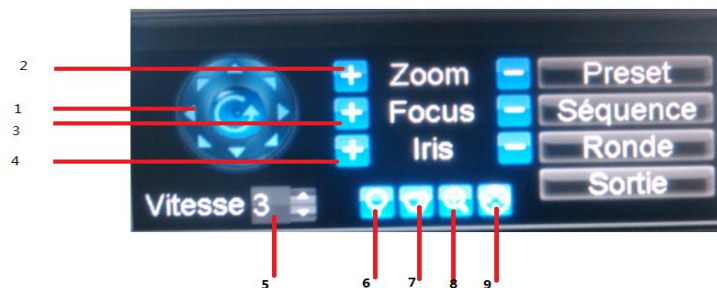 2
Zoom
Preset
1
Focus
Séquence
3
Iris
Ronde
4
Sortie
Vitesse 3
5
6
7
8
9